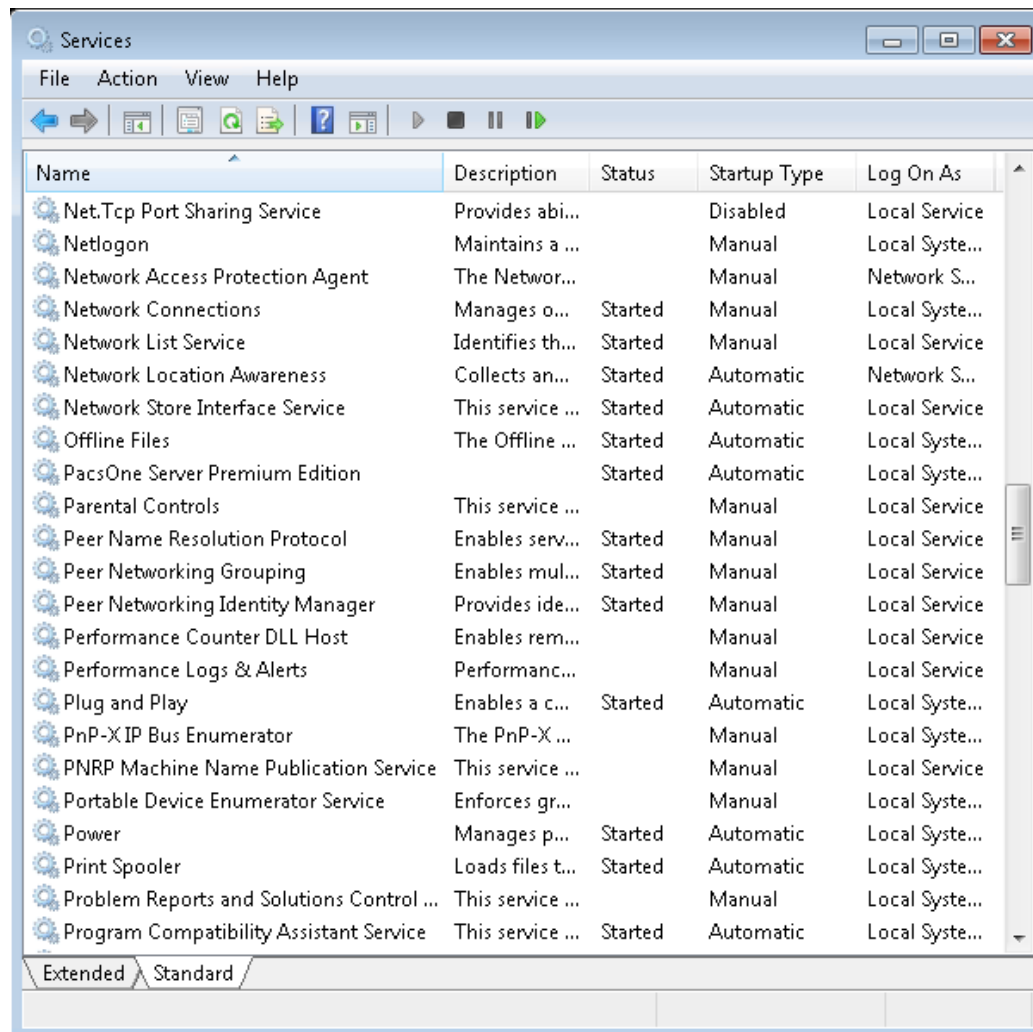 Services
File Action View Help
Name Description Status Startup Type Log On As
Net.Tcp Port Sharing Service Provides abi... Disabled Local Service
Netlogon Maintains a ... Manual Local Syste...
Network Access Protection Agent The Networ... Manual Network S...
Network Connections Manages o... Started Manual Local Syste...
Network List Service Identifies th... Started Manual Local Service
Network Location Awareness Collects an... Started Automatic Network S...
Network Store Interface Service This service ... Started Automatic Local Service
Offline Files The Offline ... Started Automatic Local Syste...
PacsOne Server Premium Edition Started Automatic Local Syste...
Parental Controls This service ... Manual Local Service
Peer Name Resolution Protocol Enables serv... Started Manual Local Service
Peer Networking Grouping Enables mul... Started Manual Local Service
Peer Networking Identity Manager Provides ide... Started Manual Local Service
Performance Counter DLL Host Enables rem... Manual Local Service
Performance Logs & Alerts Performanc... Manual Local Service
Plug and Play Enables a c... Started Automatic Local Syste...
PnP-X IP Bus Enumerator The PnP-X ... Manual Local Syste...
PNRP Machine Name Publication Service This service ... Manual Local Service
Portable Device Enumerator Service Enforces gr... Manual Local Syste...
Power Manages p... Started Automatic Local Syste...
Print Spooler Loads files t... Started Automatic Local Syste...
Problem Reports and Solutions Control ... This service ... Manual Local Syste...
Program Compatibility Assistant Service This service ... Started Automatic Local Syste...
Extended Standard